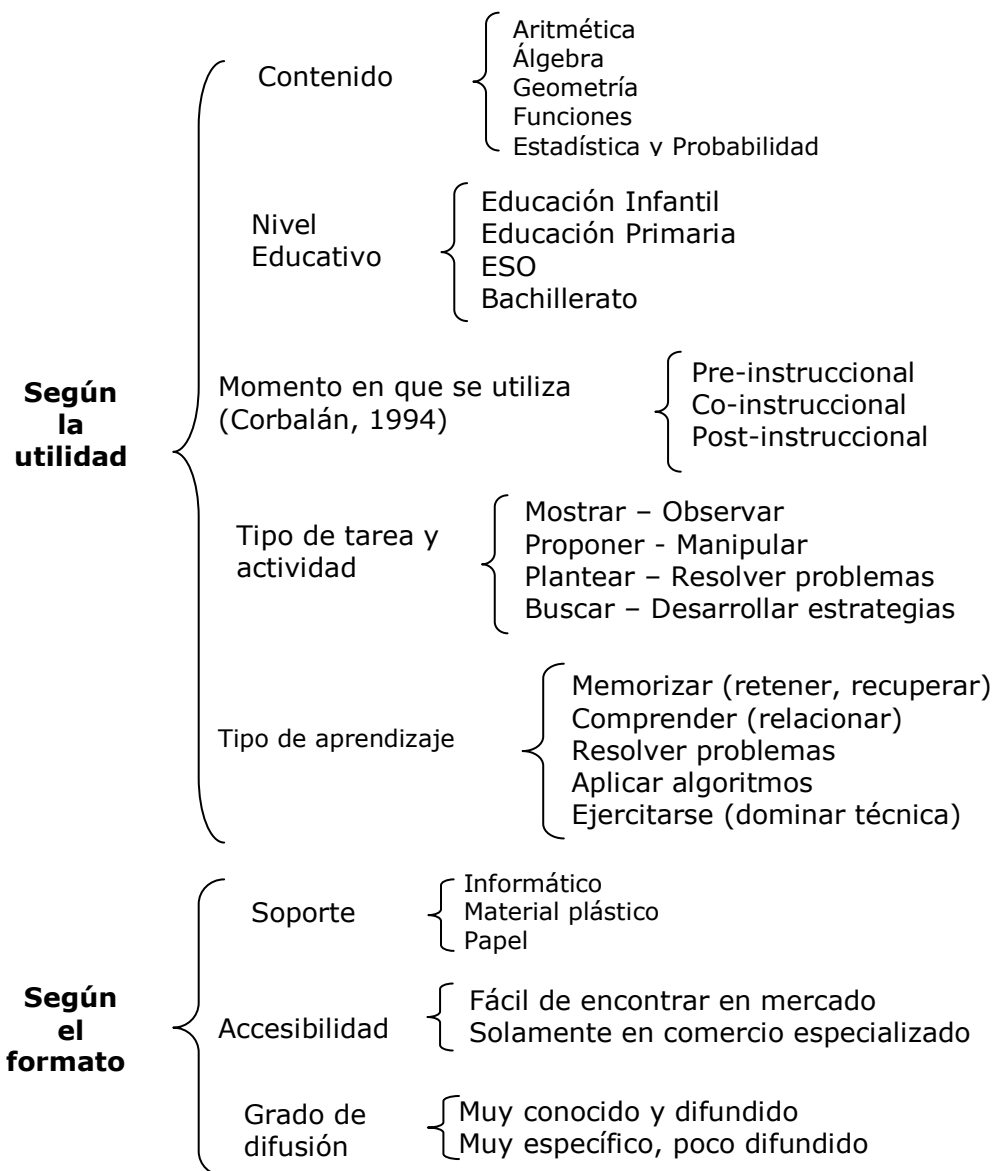 Según
la
utilidad
Contenido
Aritmética
Álgebra
Geometría
Funciones
Estadística y Probabilidad
Nivel
Educativo
Educación Infantil
Educación Primaria
ESO
Bachillerato
Momento en que se utiliza
(Corbalán, 1994)
Pre-instruccional
Co-instruccional
Post-instruccional
Tipo de tarea y
actividad
Mostrar – Observar
Proponer - Manipular
Plantear – Resolver problemas
Buscar – Desarrollar estrategias
Tipo de aprendizaje
Memorizar (retener, recuperar)
Comprender (relacionar)
Resolver problemas
Aplicar algoritmos
Ejercitarse (dominar técnica)
Según
el
formato
Soporte
Informático
Material plástico
Papel
Accesibilidad
Fácil de encontrar en mercado
Solamente en comercio especializado
Grado de
difusión
Muy conocido y difundido
Muy específico, poco difundido